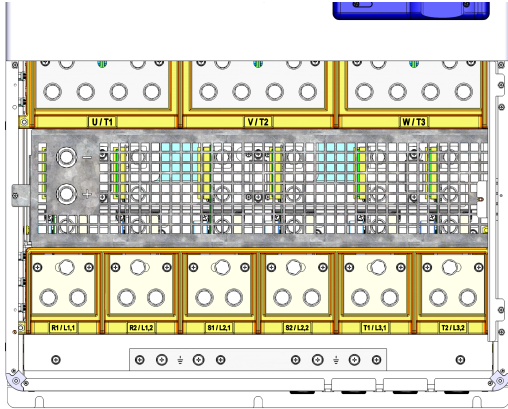 U / T1 V / T2 W / T3
−
+
R1 / L1,1 R2 / L1,2 S1 / L2,1 S2 / L2,2 T1 / L3,1 T2 / L3,2